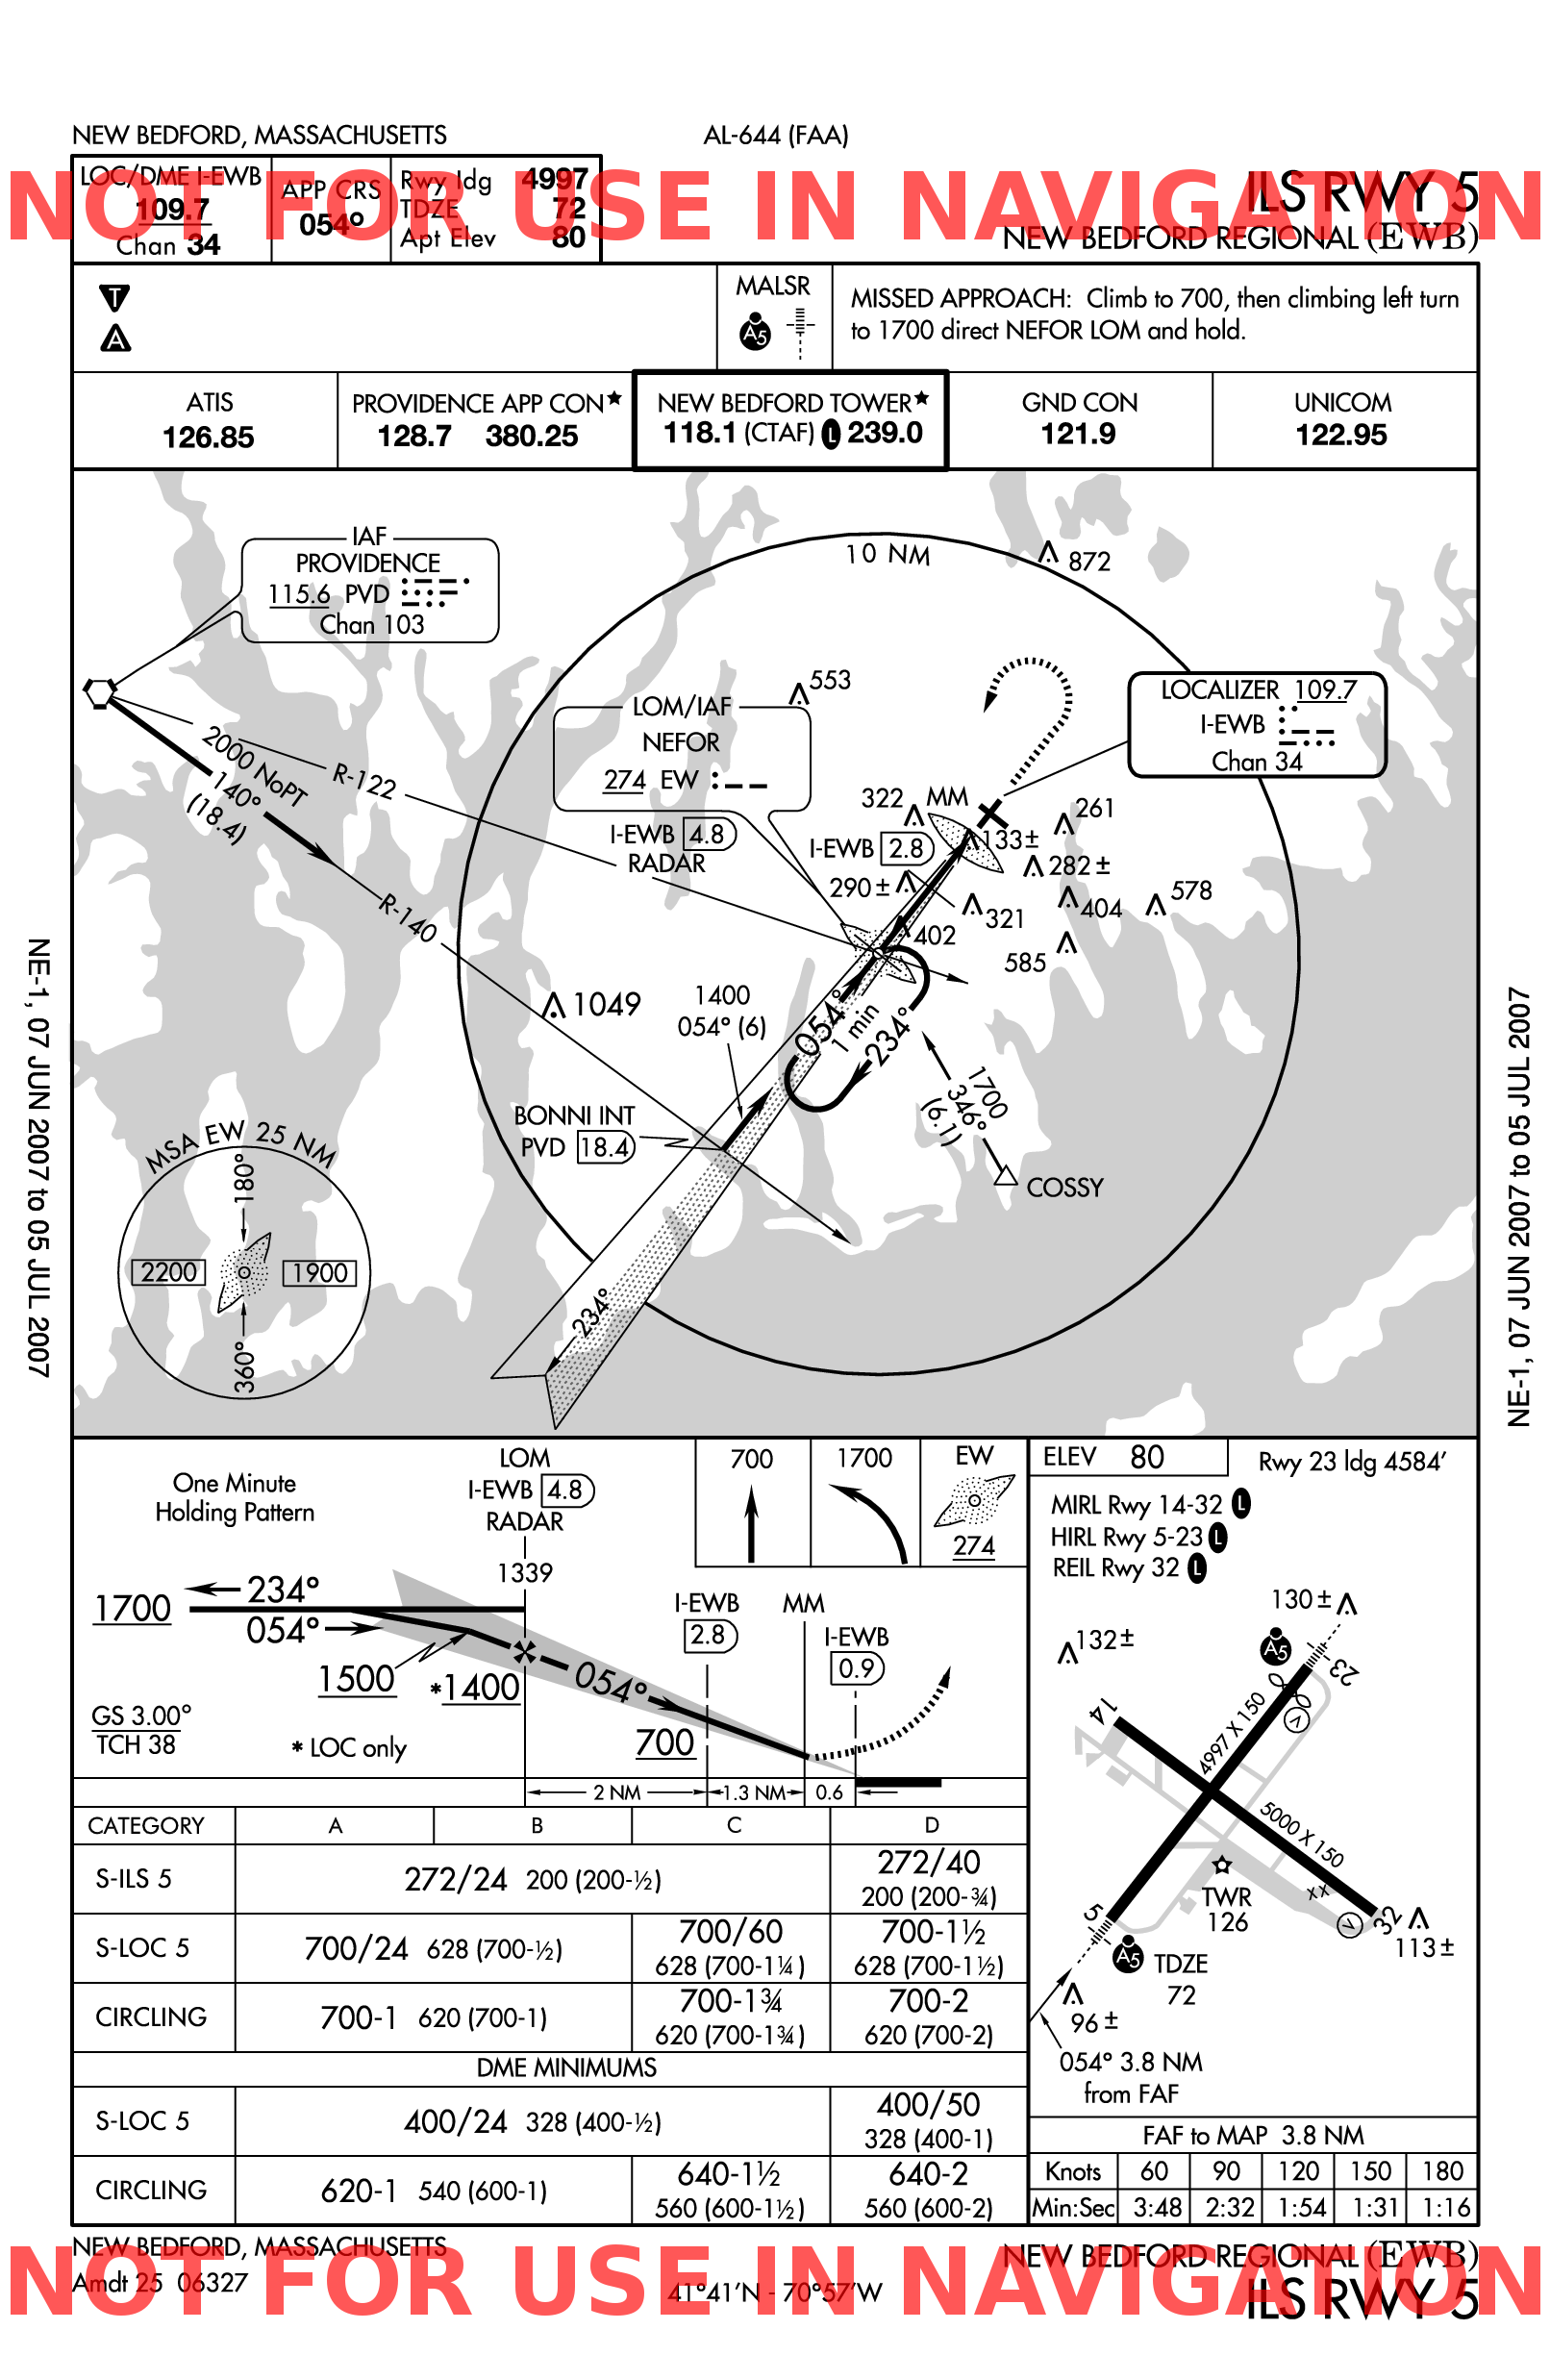 NEW BEDFORD, MASSACHUSETTS
AL-644 (FAA)
NOT FOR USE IN NAVIGATION
LOC/DME I-EWB
109.7
Chan 34
APP CRS
054°
Rwy ldg 4997
TDZE 72
Apt Elev 80
ILS RWY 5
NEW BEDFORD REGIONAL (EWB)
T
A
MALSR
A5
MISSED APPROACH: Climb to 700, then climbing left turn
to 1700 direct NEFOR LOM and hold.
ATIS
126.85
PROVIDENCE APP CON★
128.7 380.25
NEW BEDFORD TOWER★
118.1 (CTAF) L 239.0
GND CON
121.9
UNICOM
122.95
IAF
PROVIDENCE
115.6 PVD
Chan 103
10 NM
872
553
LOM/IAF
NEFOR
274 EW
I-EWB 4.8
RADAR
LOCALIZER 109.7
I-EWB
Chan 34
2000 NoPT
140°
(18.4)
R-122
R-140
322
MM
261
I-EWB 2.8
133±
282±
290±
404
578
321
402
585
1049
1400
054° (6)
054°
1 min
234°
1700
346°
(6.1)
COSSY
BONNI INT
PVD 18.4
234°
MSA EW 25 NM
180°
2200
1900
360°
NE-1, 07 JUN 2007 to 05 JUL 2007
NE-1, 07 JUN 2007 to 05 JUL 2007
One Minute
Holding Pattern
LOM
I-EWB 4.8
RADAR
1339
700
1700
EW
274
1700
234°
054°
1500
*1400
054°
I-EWB
2.8
MM
I-EWB
0.9
700
GS 3.00°
TCH 38
* LOC only
2 NM
1.3 NM
0.6
ELEV 80
Rwy 23 ldg 4584'
MIRL Rwy 14-32 L
HIRL Rwy 5-23 L
REIL Rwy 32 L
130±
132±
A5
23
14
V
4997 X 150
5000 X 150
TWR
126
XX
V
32
113±
5
A5
TDZE
72
96±
054° 3.8 NM
from FAF
FAF to MAP 3.8 NM
Knots 60 90 120 150 180
Min:Sec 3:48 2:32 1:54 1:31 1:16
CATEGORY A B C D
S-ILS 5 272/24 200 (200-½) 272/40 200 (200-¾)
S-LOC 5 700/24 628 (700-½) 700/60 628 (700-1¼) 700-1½ 628 (700-1½)
CIRCLING 700-1 620 (700-1) 700-1¾ 620 (700-1¾) 700-2 620 (700-2)
DME MINIMUMS
S-LOC 5 400/24 328 (400-½) 400/50 328 (400-1)
CIRCLING 620-1 540 (600-1) 640-1½ 560 (600-1½) 640-2 560 (600-2)
NEW BEDFORD, MASSACHUSETTS
Amdt 25 06327
41°41'N - 70°57'W
NEW BEDFORD REGIONAL (EWB)
ILS RWY 5
NOT FOR USE IN NAVIGATION